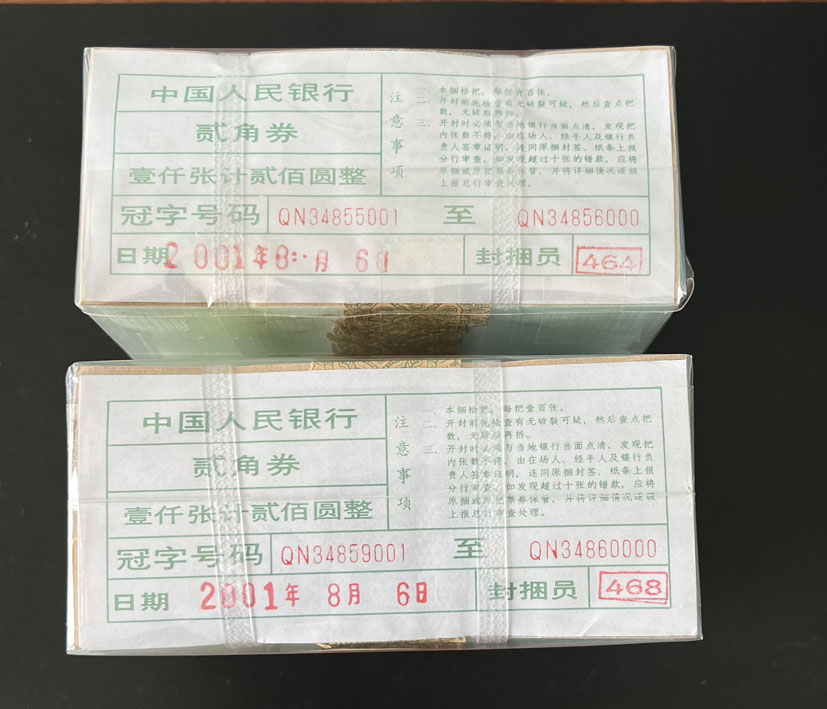 中国人民银行
贰角券
壹仟张计贰佰圆整
冠字号码 QN34855001 至 QN34856000
日期 2001年8月6日 封捆员 464
注意事项
一、本捆拾把，每把壹百张。
二、开封前先检查有无破裂可疑，然后查点把
数，无疑后再拆。
三、开封时必须与当地银行当面点清，发现把
内张数不符，由在场人、经手人及银行负
责人签章证明，连同原捆封签、纸条上报
分行审查。如发现超过十张的错款，应将
原捆或原把票券保管，并将详细情况逐级
上报总行审查处理。
中国人民银行
贰角券
壹仟张计贰佰圆整
冠字号码 QN34859001 至 QN34860000
日期 2001年 8月 6日 封捆员 468
注意事项
一、本捆拾把，每把壹百张。
二、开封前先检查有无破裂可疑，然后查点把
数，无疑后再拆。
三、开封时必须与当地银行当面点清，发现把
内张数不符，由在场人、经手人及银行负
责人签章证明，连同原捆封签、纸条上报
分行审查。如发现超过十张的错款，应将
原捆或原把票券保管，并将详细情况逐级
上报总行审查处理。